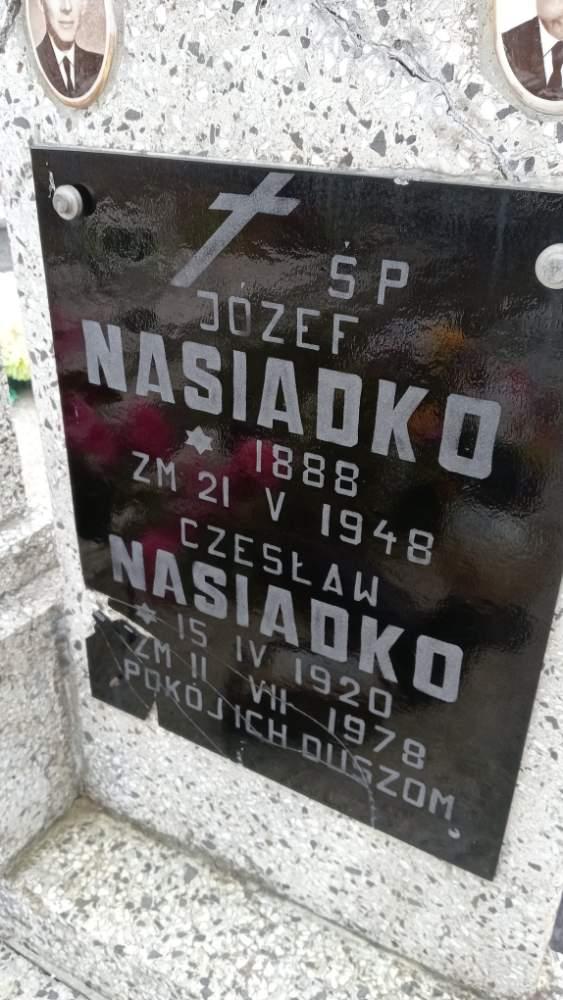 ŚP
JÓZEF
NASIADKO
1888
ZM 21 V 1948
CZESŁAW
NASIADKO
15 IV 1920
ZM 11 VII 1978
POKÓJ ICH DUSZOM